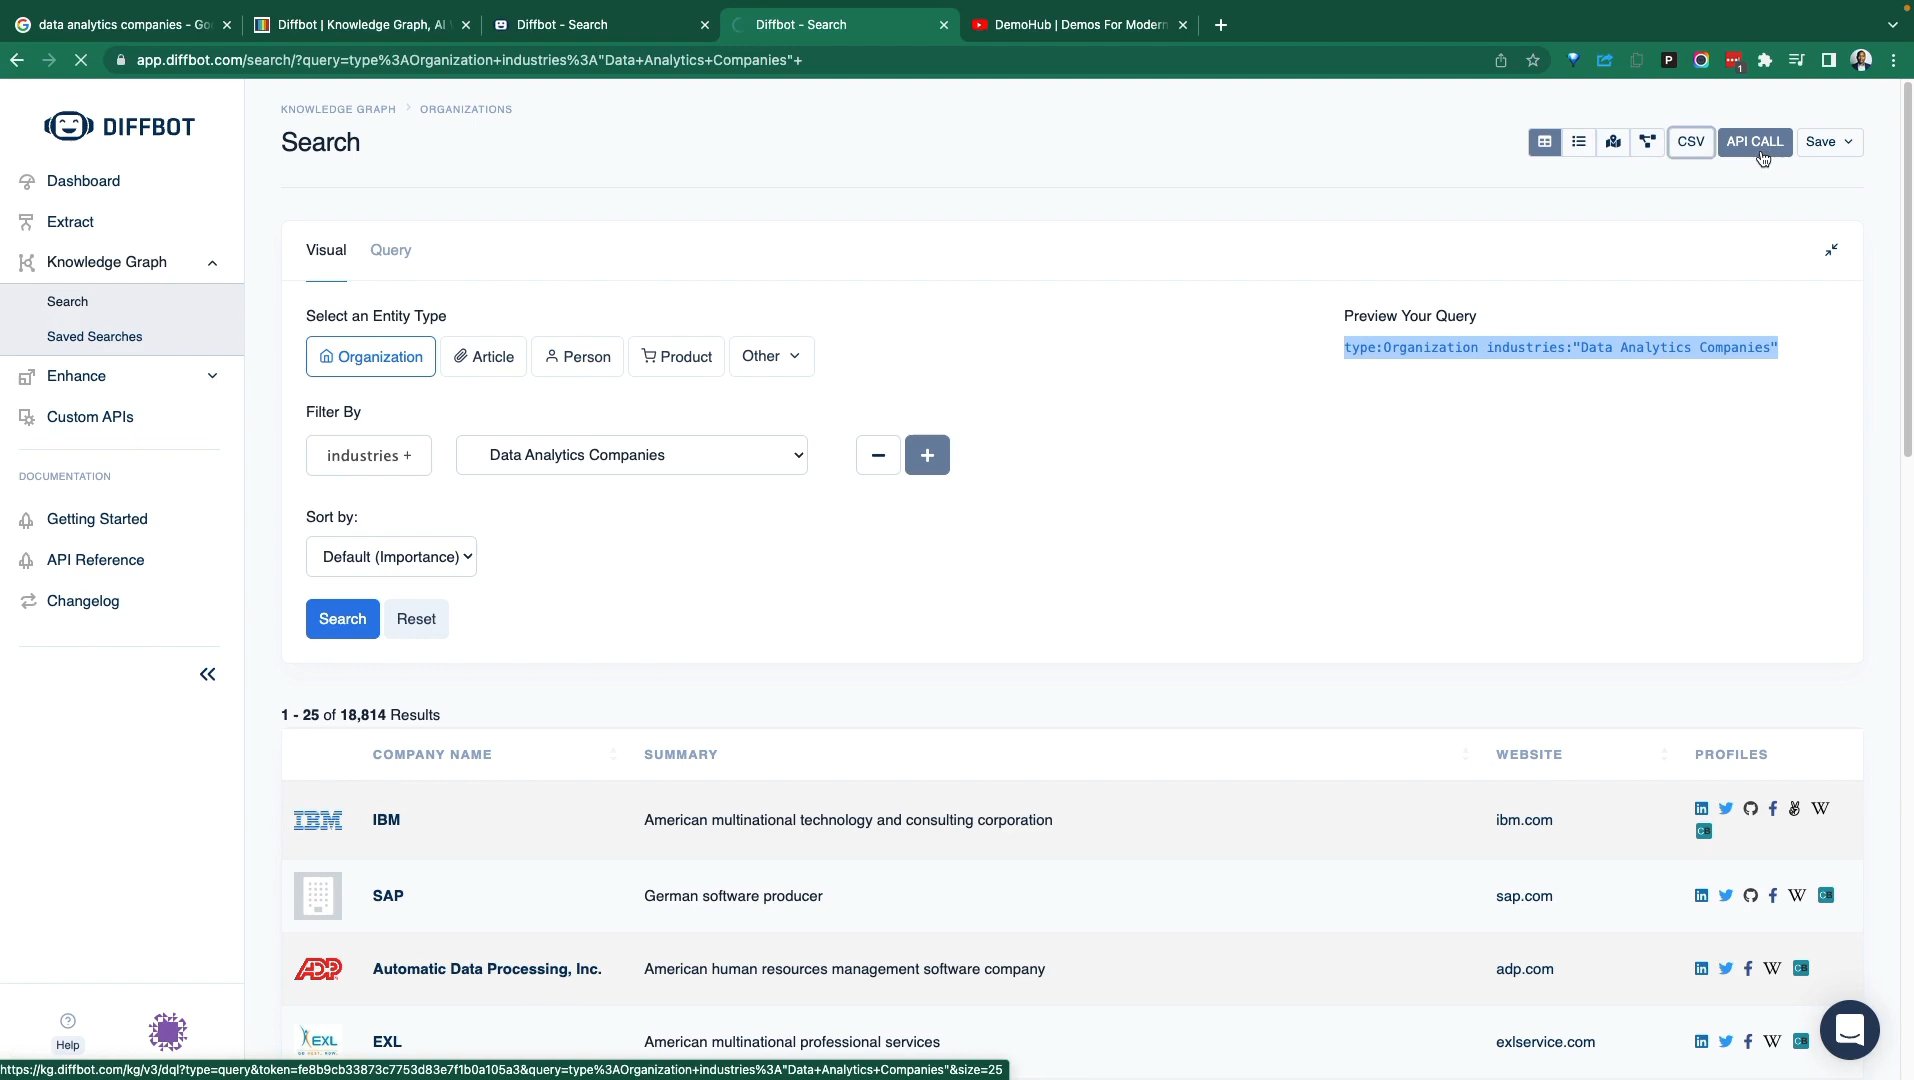 data analytics companies - Go
Diffbot | Knowledge Graph, AI
Diffbot - Search
Diffbot - Search
DemoHub | Demos For Modern
app.diffbot.com/search/?query=type%3AOrganization+industries%3A"Data+Analytics+Companies"+
P
1
DIFFBOT
Dashboard
Extract
Knowledge Graph
Search
Saved Searches
Enhance
Custom APIs
DOCUMENTATION
Getting Started
API Reference
Changelog
Help
KNOWLEDGE GRAPH
ORGANIZATIONS
Search
CSV
API CALL
Save
Visual
Query
Select an Entity Type
Organization
Article
Person
Product
Other
Preview Your Query
type:Organization industries:"Data Analytics Companies"
Filter By
industries +
Data Analytics Companies
Sort by:
Default (Importance)
Search
Reset
1 - 25 of 18,814 Results
COMPANY NAME
SUMMARY
WEBSITE
PROFILES
IBM
IBM
American multinational technology and consulting corporation
ibm.com
SAP
German software producer
sap.com
ADP
Automatic Data Processing, Inc.
American human resources management software company
adp.com
EXL
EXL
American multinational professional services
exlservice.com
https://kg.diffbot.com/kg/v3/dql?type=query&token=fe8b9cb33873c7753d83e7f1b0a105a3&query=type%3AOrganization+industries%3A"Data+Analytics+Companies"&size=25